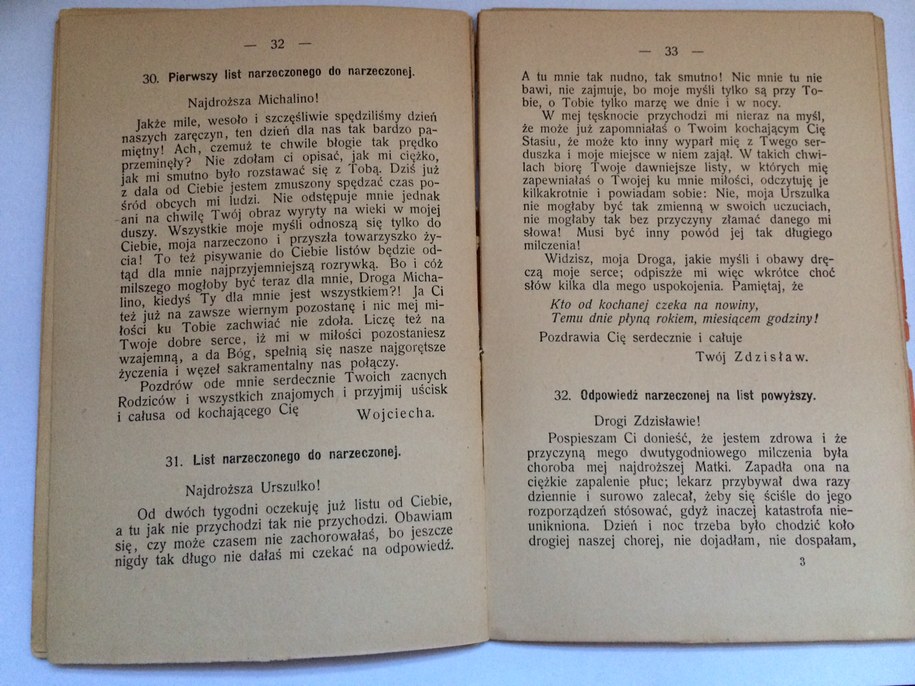 — 32 —
30. Pierwszy list narzeczonego do narzeczonej.
Najdroższa Michalino!
Jakże mile, wesoło i szczęśliwie spędziliśmy dzień
naszych zaręczyn, ten dzień dla nas tak bardzo pa-
miętny! Ach, czemuż te chwile błogie tak prędko
przeminęły? Nie zdołam ci opisać, jak mi ciężko,
jak mi smutno było rozstawać się z Tobą. Dziś już
z dala od Ciebie jestem zmuszony spędzać czas po-
śród obcych mi ludzi. Nie odstępuje mnie jednak
ani na chwilę Twój obraz wyryty na wieki w mojej
duszy. Wszystkie moje myśli odnoszą się tylko do
Ciebie, moja narzeczono i przyszła towarzyszko ży-
cia! To też pisywanie do Ciebie listów będzie od-
tąd dla mnie najprzyjemniejszą rozrywką. Bo i cóż
milszego mogłoby być teraz dla mnie, Droga Micha-
lino, kiedyś Ty dla mnie jest wszystkiem?! Ja Ci
też już na zawsze wiernym pozostanę i nic mej mi-
łości ku Tobie zachwiać nie zdoła. Liczę też na
Twoje dobre serce, iż mi w miłości pozostaniesz
wzajemną, a da Bóg, spełnią się nasze najgorętsze
życzenia i węzeł sakramentalny nas połączy.
Pozdrów ode mnie serdecznie Twoich zacnych
Rodziców i wszystkich znajomych i przyjmij uścisk
i całusa od kochającego Cię
Wojciecha.
31. List narzeczonego do narzeczonej.
Najdroższa Urszulko!
Od dwóch tygodni oczekuję już listu od Ciebie,
a tu jak nie przychodzi tak nie przychodzi. Obawiam
się, czy może czasem nie zachorowałaś, bo jeszcze
nigdy tak długo nie dałaś mi czekać na odpowiedź.
— 33 —
A tu mnie tak nudno, tak smutno! Nic mnie tu nie
bawi, nie zajmuje, bo moje myśli tylko są przy To-
bie, o Tobie tylko marzę we dnie i w nocy.
W mej tęsknocie przychodzi mi nieraz na myśl,
że może już zapomniałaś o Twoim kochającym Cię
Stasiu, że może kto inny wyparł mię z Twego ser-
duszka i moje miejsce w niem zajął. W takich chwi-
lach biorę Twoje dawniejsze listy, w których mię
zapewniałaś o Twojej ku mnie miłości, odczytuję je
kilkakrotnie i powiadam sobie: Nie, moja Urszulka
nie mogłaby być tak zmienną w swoich uczuciach,
nie mogłaby tak bez przyczyny złamać danego mi
słowa! Musi być inny powód jej tak długiego
milczenia!
Widzisz, moja Droga, jakie myśli i obawy drę-
czą moje serce; odpiszże mi więc wkrótce choć
słów kilka dla mego uspokojenia. Pamiętaj, że
Kto od kochanej czeka na nowiny,
Temu dnie płyną rokiem, miesiącem godziny!
Pozdrawia Cię serdecznie i całuje
Twój Zdzisław.
32. Odpowiedź narzeczonej na list powyższy.
Drogi Zdzisławie!
Pospieszam Ci donieść, że jestem zdrowa i że
przyczyną mego dwutygodniowego milczenia była
choroba mej najdroższej Matki. Zapadła ona na
ciężkie zapalenie płuc; lekarz przybywał dwa razy
dziennie i surowo zalecał, żeby się ściśle do jego
rozporządzeń stósować, gdyż inaczej katastrofa nie-
unikniona. Dzień i noc trzeba było chodzić koło
drogiej naszej chorej, nie dojadłam, nie dospałam,
3